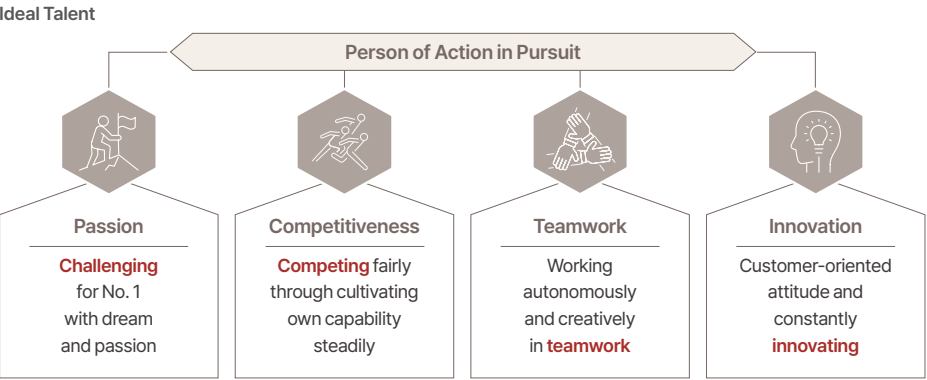 Ideal Talent
Person of Action in Pursuit
Passion
Challenging
for No. 1
with dream
and passion
Competitiveness
Competing fairly
through cultivating
own capability
steadily
Teamwork
Working
autonomously
and creatively
in teamwork
Innovation
Customer-oriented
attitude and
constantly
innovating